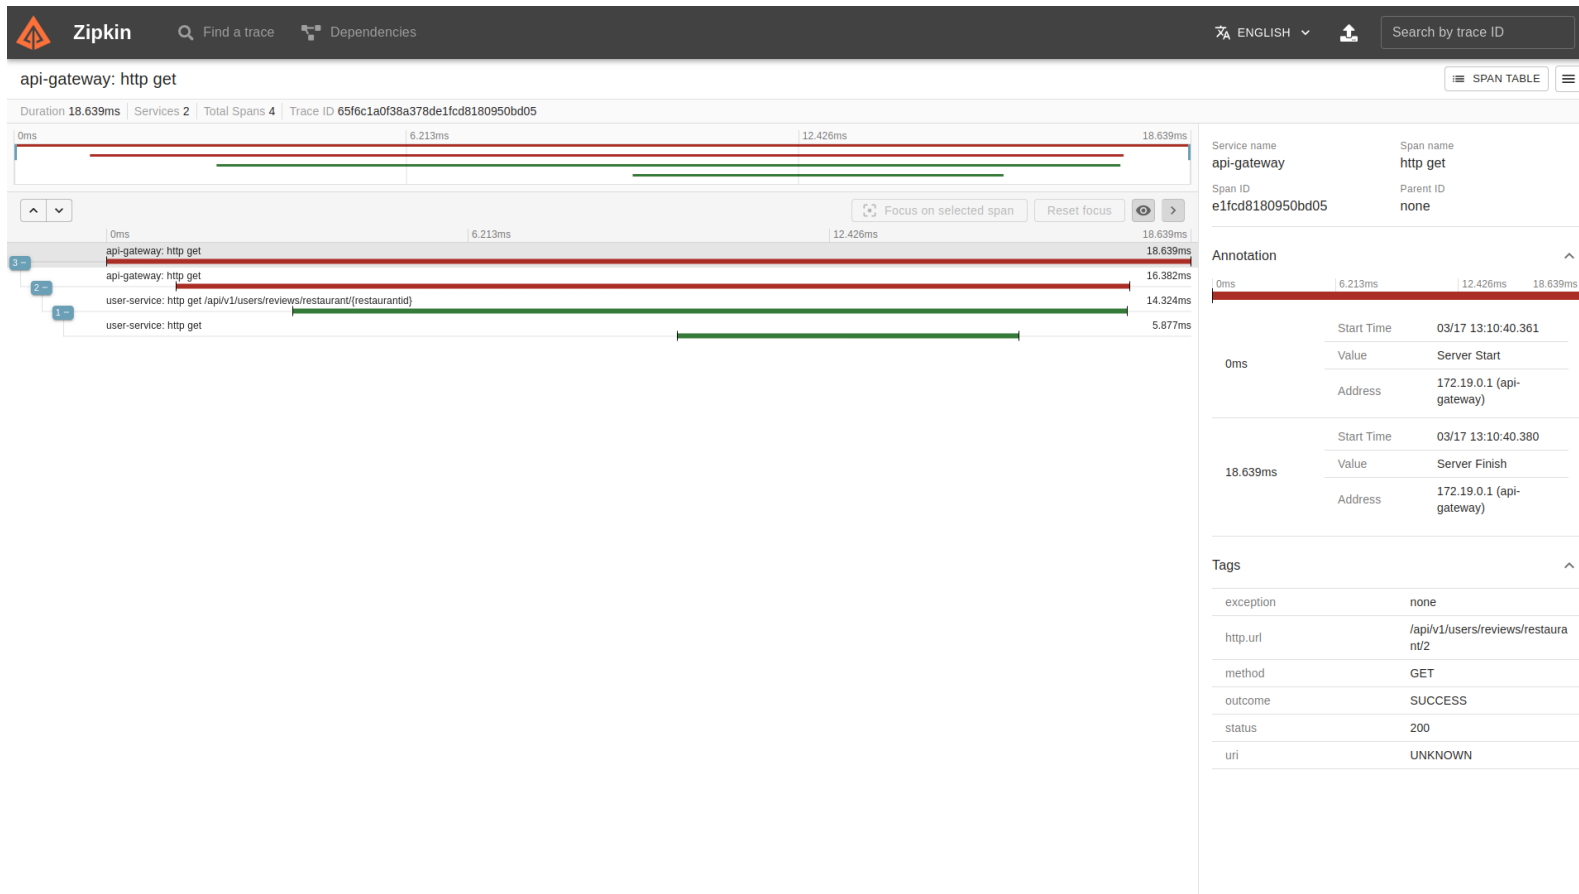 Zipkin
Find a trace
Dependencies
ENGLISH
Search by trace ID
api-gateway: http get
SPAN TABLE
Duration 18.639ms Services 2 Total Spans 4 Trace ID 65f6c1a0f38a378de1fcd8180950bd05
0ms 6.213ms 12.426ms 18.639ms
Focus on selected span
Reset focus
0ms 6.213ms 12.426ms 18.639ms
api-gateway: http get 18.639ms
3 −
api-gateway: http get 16.382ms
2 −
user-service: http get /api/v1/users/reviews/restaurant/{restaurantid} 14.324ms
1 −
user-service: http get 5.877ms
Service name Span name
api-gateway http get
Span ID Parent ID
e1fcd8180950bd05 none
Annotation
0ms 6.213ms 12.426ms 18.639ms
0ms
Start Time 03/17 13:10:40.361
Value Server Start
Address 172.19.0.1 (api-
gateway)
18.639ms
Start Time 03/17 13:10:40.380
Value Server Finish
Address 172.19.0.1 (api-
gateway)
Tags
exception none
http.url /api/v1/users/reviews/restaura
nt/2
method GET
outcome SUCCESS
status 200
uri UNKNOWN